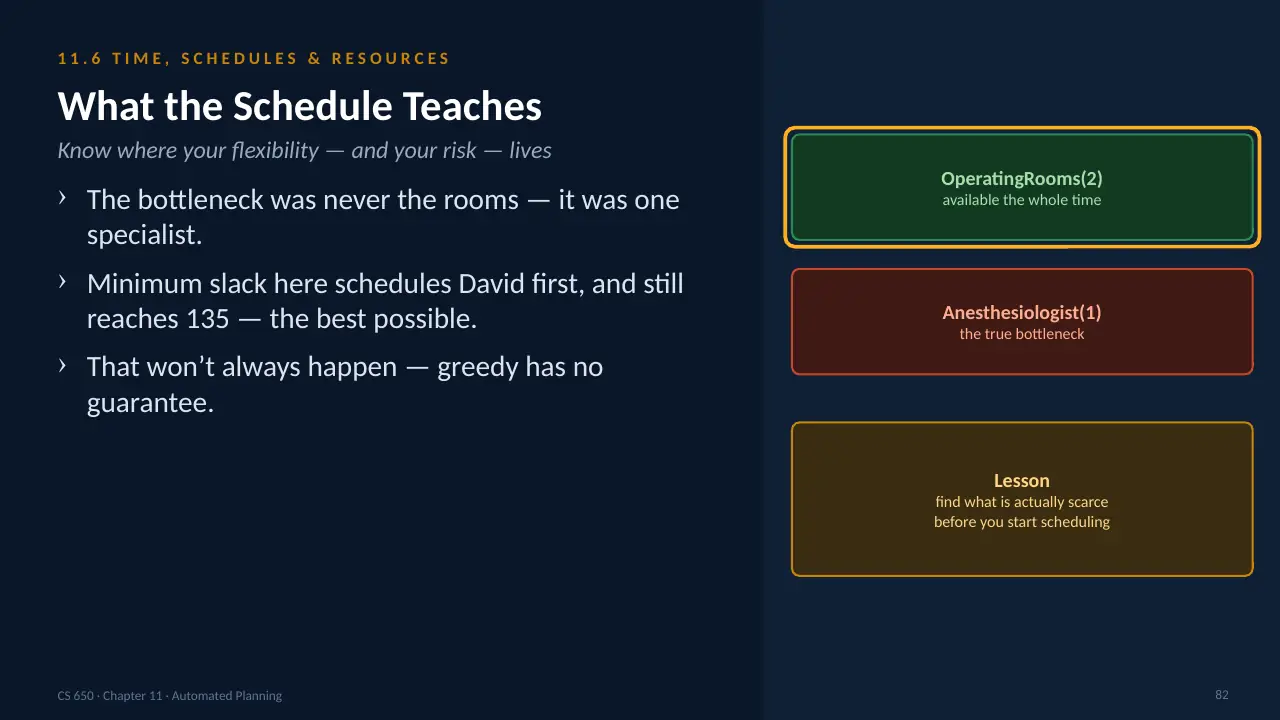 11.6 TIME, SCHEDULES & RESOURCES
What the Schedule Teaches
Know where your flexibility — and your risk — lives
› The bottleneck was never the rooms — it was one
specialist.
› Minimum slack here schedules David first, and still
reaches 135 — the best possible.
› That won’t always happen — greedy has no
guarantee.
OperatingRooms(2)
available the whole time
Anesthesiologist(1)
the true bottleneck
Lesson
find what is actually scarce
before you start scheduling
CS 650 · Chapter 11 · Automated Planning
82